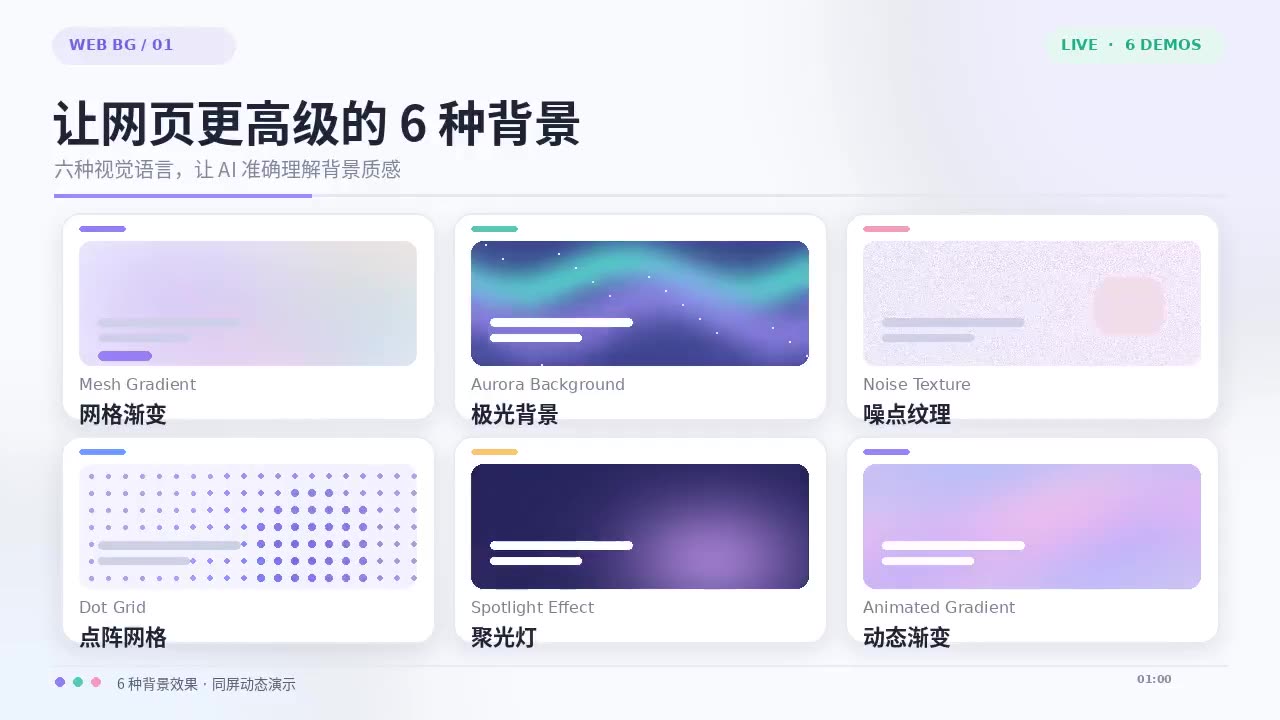 WEB BG / 01
LIVE · 6 DEMOS
让网页更高级的 6 种背景
六种视觉语言，让 AI 准确理解背景质感
Mesh Gradient
网格渐变
Aurora Background
极光背景
Noise Texture
噪点纹理
Dot Grid
点阵网格
Spotlight Effect
聚光灯
Animated Gradient
动态渐变
6 种背景效果 · 同屏动态演示
01:00